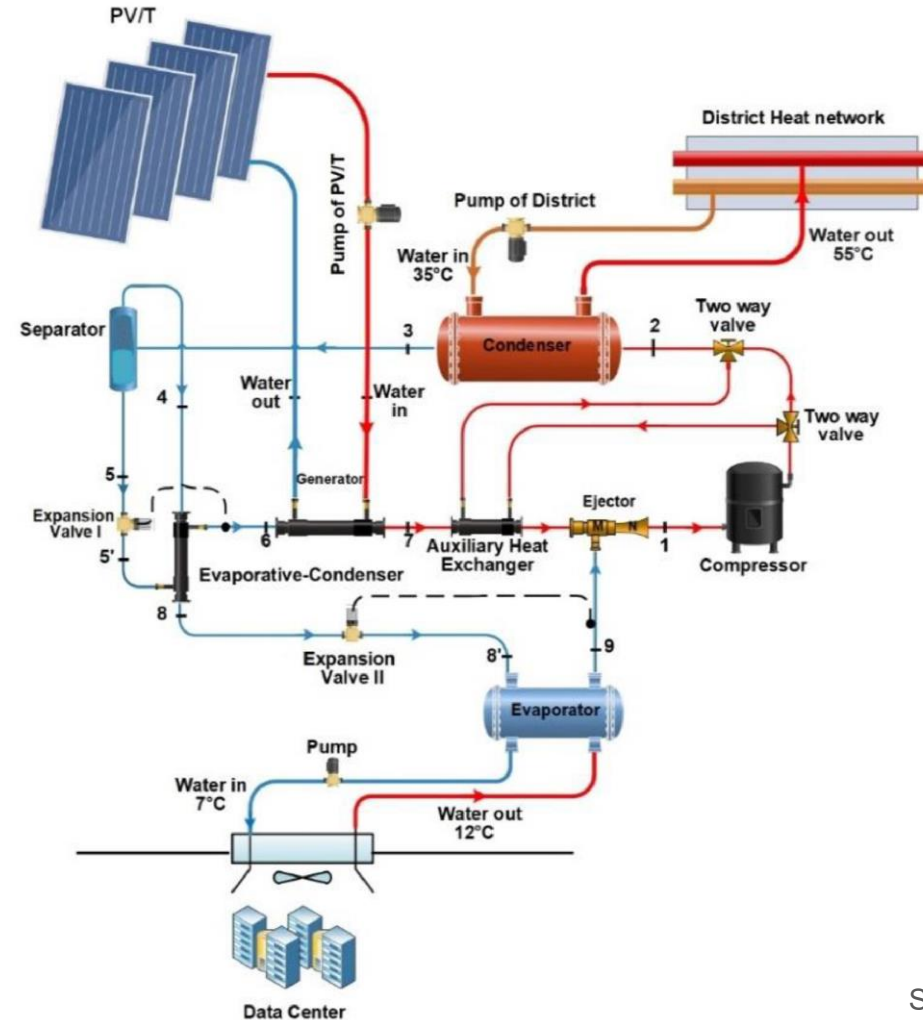 PV/T
Pump of PV/T
District Heat network
Pump of District
Water in
35°C
Water out
55°C
Two way
valve
Separator
3
Condenser
2
4
Water
out
Water
in
Two way
valve
5
Generator
Ejector
Expansion
Valve I
M
N
6
7
1
Auxiliary Heat
Exchanger
Compressor
5'
Evaporative-Condenser
8
Expansion
Valve II
8'
9
Evaporator
Pump
Water in
7°C
Water out
12°C
Data Center
S